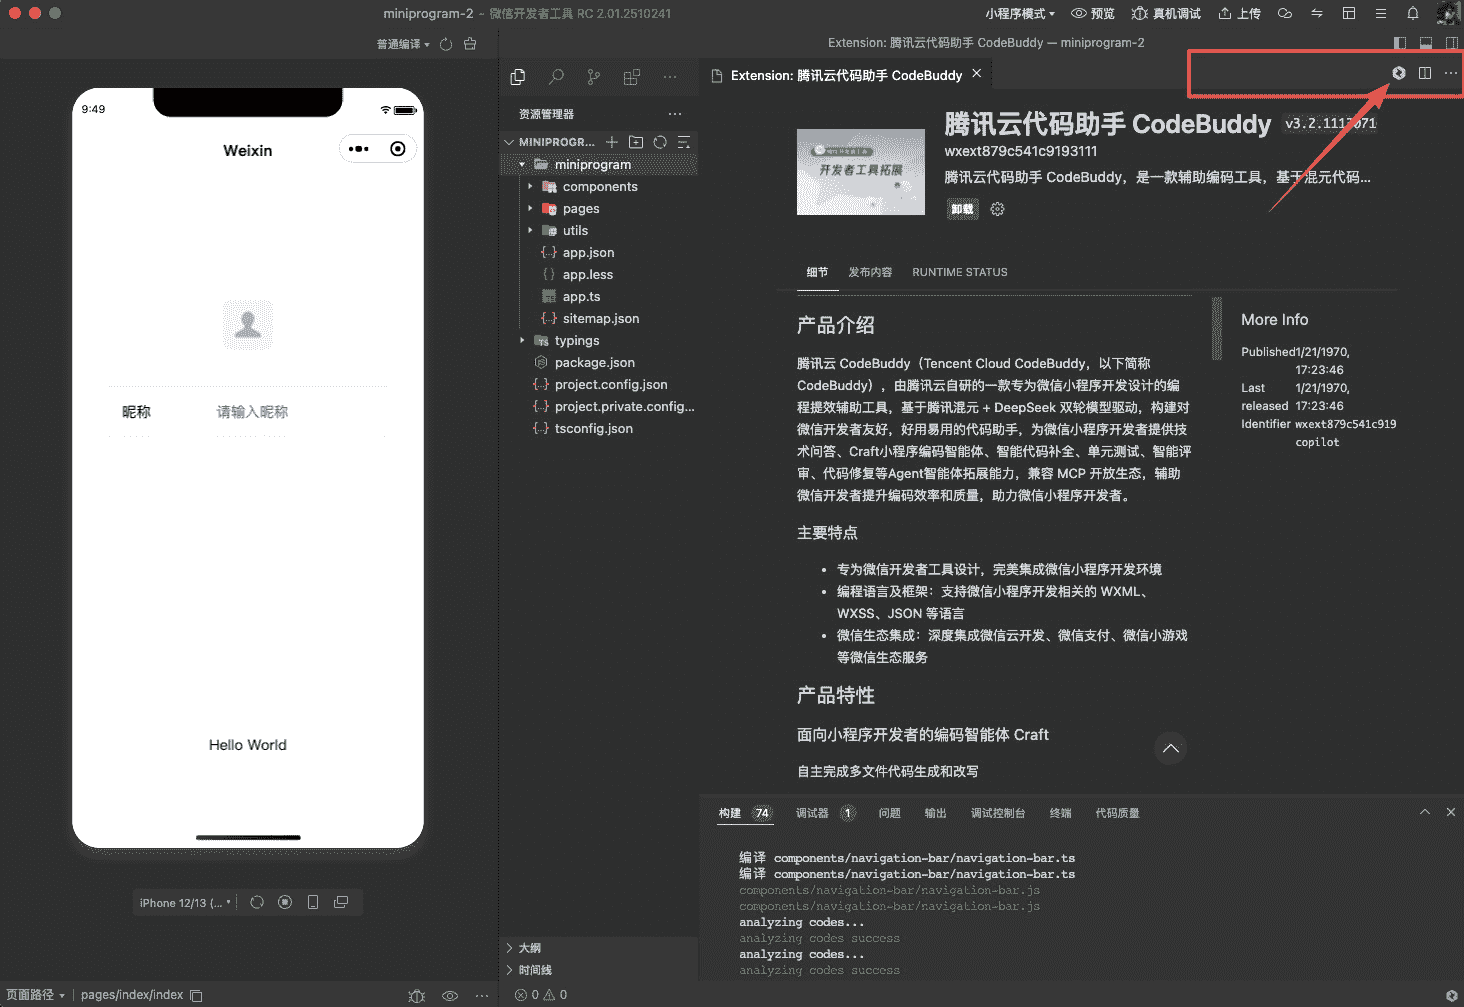 miniprogram-2 - 微信开发者工具 RC 2.01.2510241
小程序模式
预览
真机调试
上传
普通编译
Extension: 腾讯云代码助手 CodeBuddy — miniprogram-2
9:49
Weixin
昵称
请输入昵称
Hello World
iPhone 12/13 (...
页面路径
pages/index/index
资源管理器
MINIPROGR...
miniprogram
components
pages
utils
app.json
app.less
app.ts
sitemap.json
typings
package.json
project.config.json
project.private.config...
tsconfig.json
大纲
时间线
0
0
Extension: 腾讯云代码助手 CodeBuddy
开发者工具拓展
腾讯云代码助手 CodeBuddy
v3.2.1117071
wxext879c541c9193111
腾讯云代码助手 CodeBuddy，是一款辅助编码工具，基于混元代码...
卸载
细节
发布内容
RUNTIME STATUS
产品介绍
腾讯云 CodeBuddy（Tencent Cloud CodeBuddy，以下简称
CodeBuddy），由腾讯云自研的一款专为微信小程序开发设计的编
程提效辅助工具，基于腾讯混元 + DeepSeek 双轮模型驱动，构建对
微信开发者友好，好用易用的代码助手，为微信小程序开发者提供技
术问答、Craft小程序编码智能体、智能代码补全、单元测试、智能评
审、代码修复等Agent智能体拓展能力，兼容 MCP 开放生态，辅助
微信开发者提升编码效率和质量，助力微信小程序开发者。
主要特点
• 专为微信开发者工具设计，完美集成微信小程序开发环境
• 编程语言及框架：支持微信小程序开发相关的 WXML、
WXSS、JSON 等语言
• 微信生态集成：深度集成微信云开发、微信支付、微信小游戏
等微信生态服务
产品特性
面向小程序开发者的编码智能体 Craft
自主完成多文件代码生成和改写
More Info
Published 1/21/1970,
17:23:46
Last 1/21/1970,
released 17:23:46
Identifier wxext879c541c919
copilot
构建 74
调试器 1
问题
输出
调试控制台
终端
代码质量
编译 components/navigation-bar/navigation-bar.ts
编译 components/navigation-bar/navigation-bar.ts
components/navigation-bar/navigation-bar.js
components/navigation-bar/navigation-bar.js
analyzing codes...
analyzing codes success
analyzing codes...
analyzing codes success